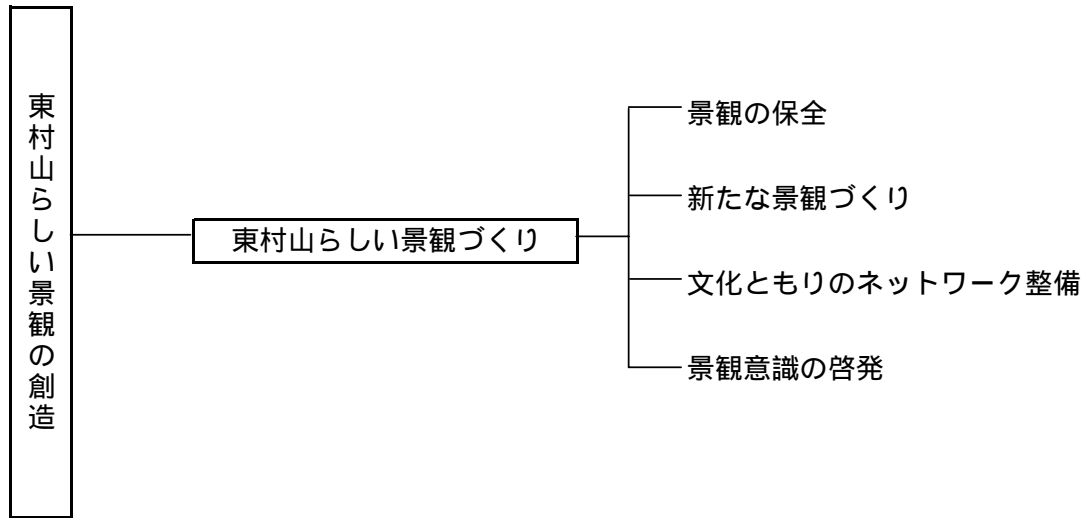 東村山らしい景観の創造
東村山らしい景観づくり
景観の保全
新たな景観づくり
文化ともりのネットワーク整備
景観意識の啓発